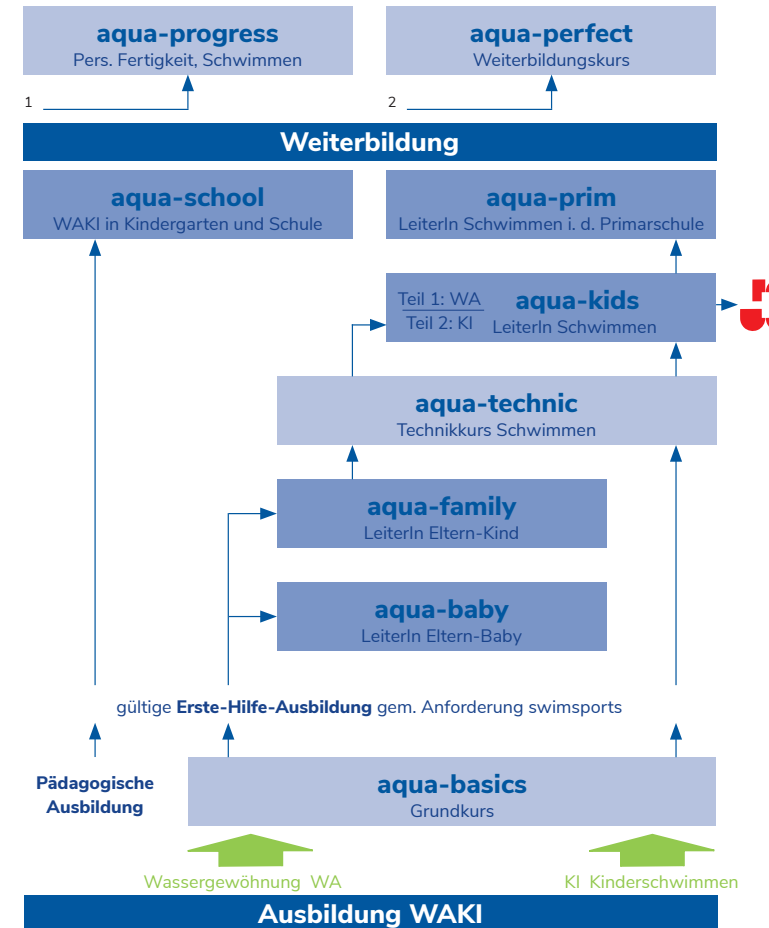 aqua-progress
Pers. Fertigkeit, Schwimmen
aqua-perfect
Weiterbildungskurs
1
2
Weiterbildung
aqua-school
WAKI in Kindergarten und Schule
aqua-prim
LeiterIn Schwimmen i. d. Primarschule
Teil 1: WA
Teil 2: KI
aqua-kids
LeiterIn Schwimmen
aqua-technic
Technikkurs Schwimmen
aqua-family
LeiterIn Eltern-Kind
aqua-baby
LeiterIn Eltern-Baby
gültige Erste-Hilfe-Ausbildung gem. Anforderung swimsports
Pädagogische
Ausbildung
aqua-basics
Grundkurs
Wassergewöhnung WA
KI Kinderschwimmen
Ausbildung WAKI